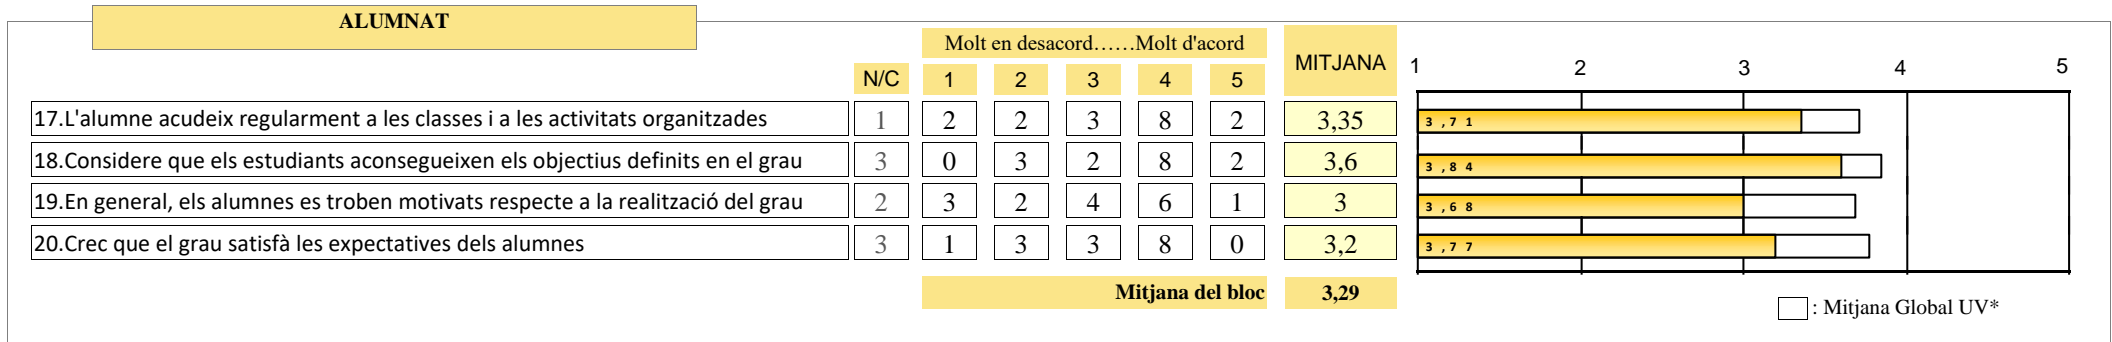 ALUMNAT
Molt en desacord……Molt d'acord
MITJANA
N/C 1 2 3 4 5
1 2 3 4 5
17.L'alumne acudeix regularment a les classes i a les activitats organitzades 1 2 2 3 8 2 3,35 3,71
18.Considere que els estudiants aconsegueixen els objectius definits en el grau 3 0 3 2 8 2 3,6 3,84
19.En general, els alumnes es troben motivats respecte a la realització del grau 2 3 2 4 6 1 3 3,68
20.Crec que el grau satisfà les expectatives dels alumnes 3 1 3 3 8 0 3,2 3,77
Mitjana del bloc 3,29
: Mitjana Global UV*